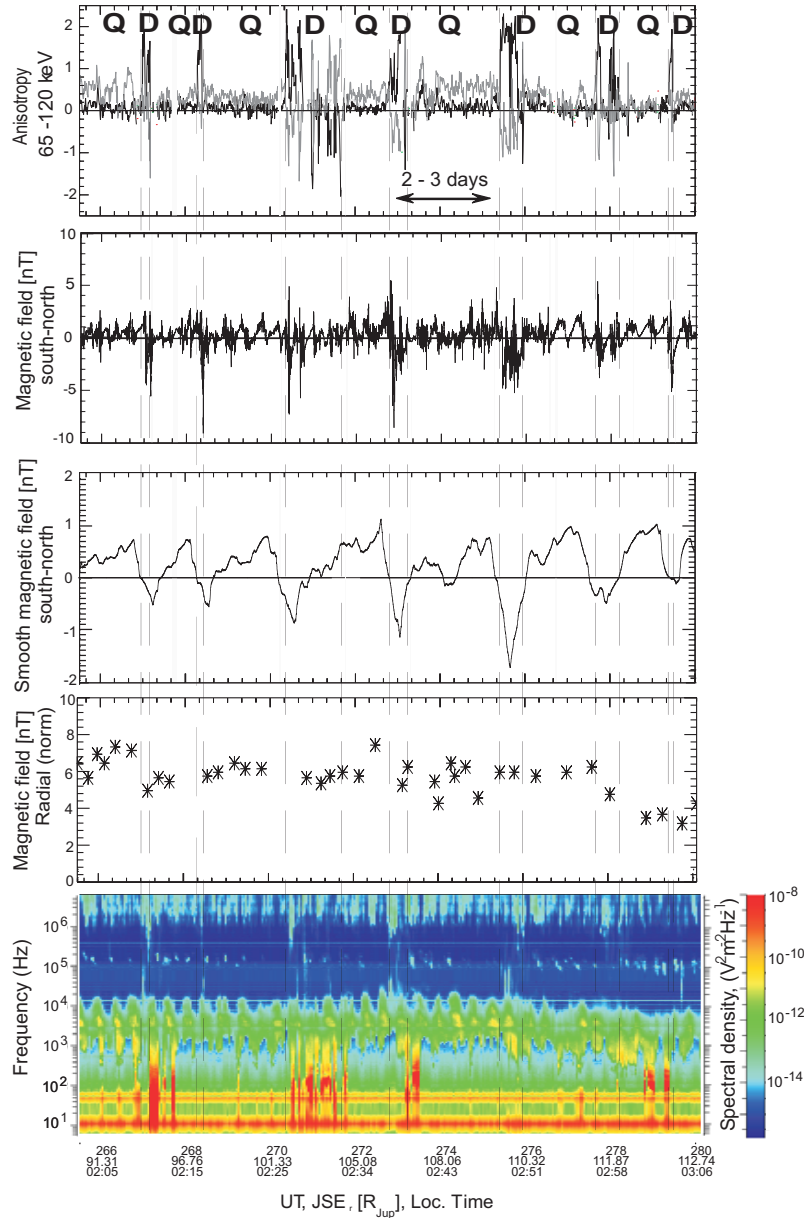 Q D Q D Q D Q D Q D Q D Q D
Anisotropy
65 -120 keV
2
1
0
-1
-2
2 - 3 days
Magnetic field [nT]
south-north
10
5
0
-5
-10
Smooth magnetic field [nT]
south-north
2
1
0
-1
-2
Magnetic field [nT]
Radial (norm)
10
8
6
4
2
0
Frequency (Hz)
10^6
10^5
10^4
10^3
10^2
10^1
Spectral density, (V^2m^-2Hz^-1)
10^-8
10^-10
10^-12
10^-14
266 268 270 272 274 276 278 280
91.31 96.76 101.33 105.08 108.06 110.32 111.87 112.74
02:05 02:15 02:25 02:34 02:43 02:51 02:58 03:06
UT, JSE, [R_Jup], Loc. Time